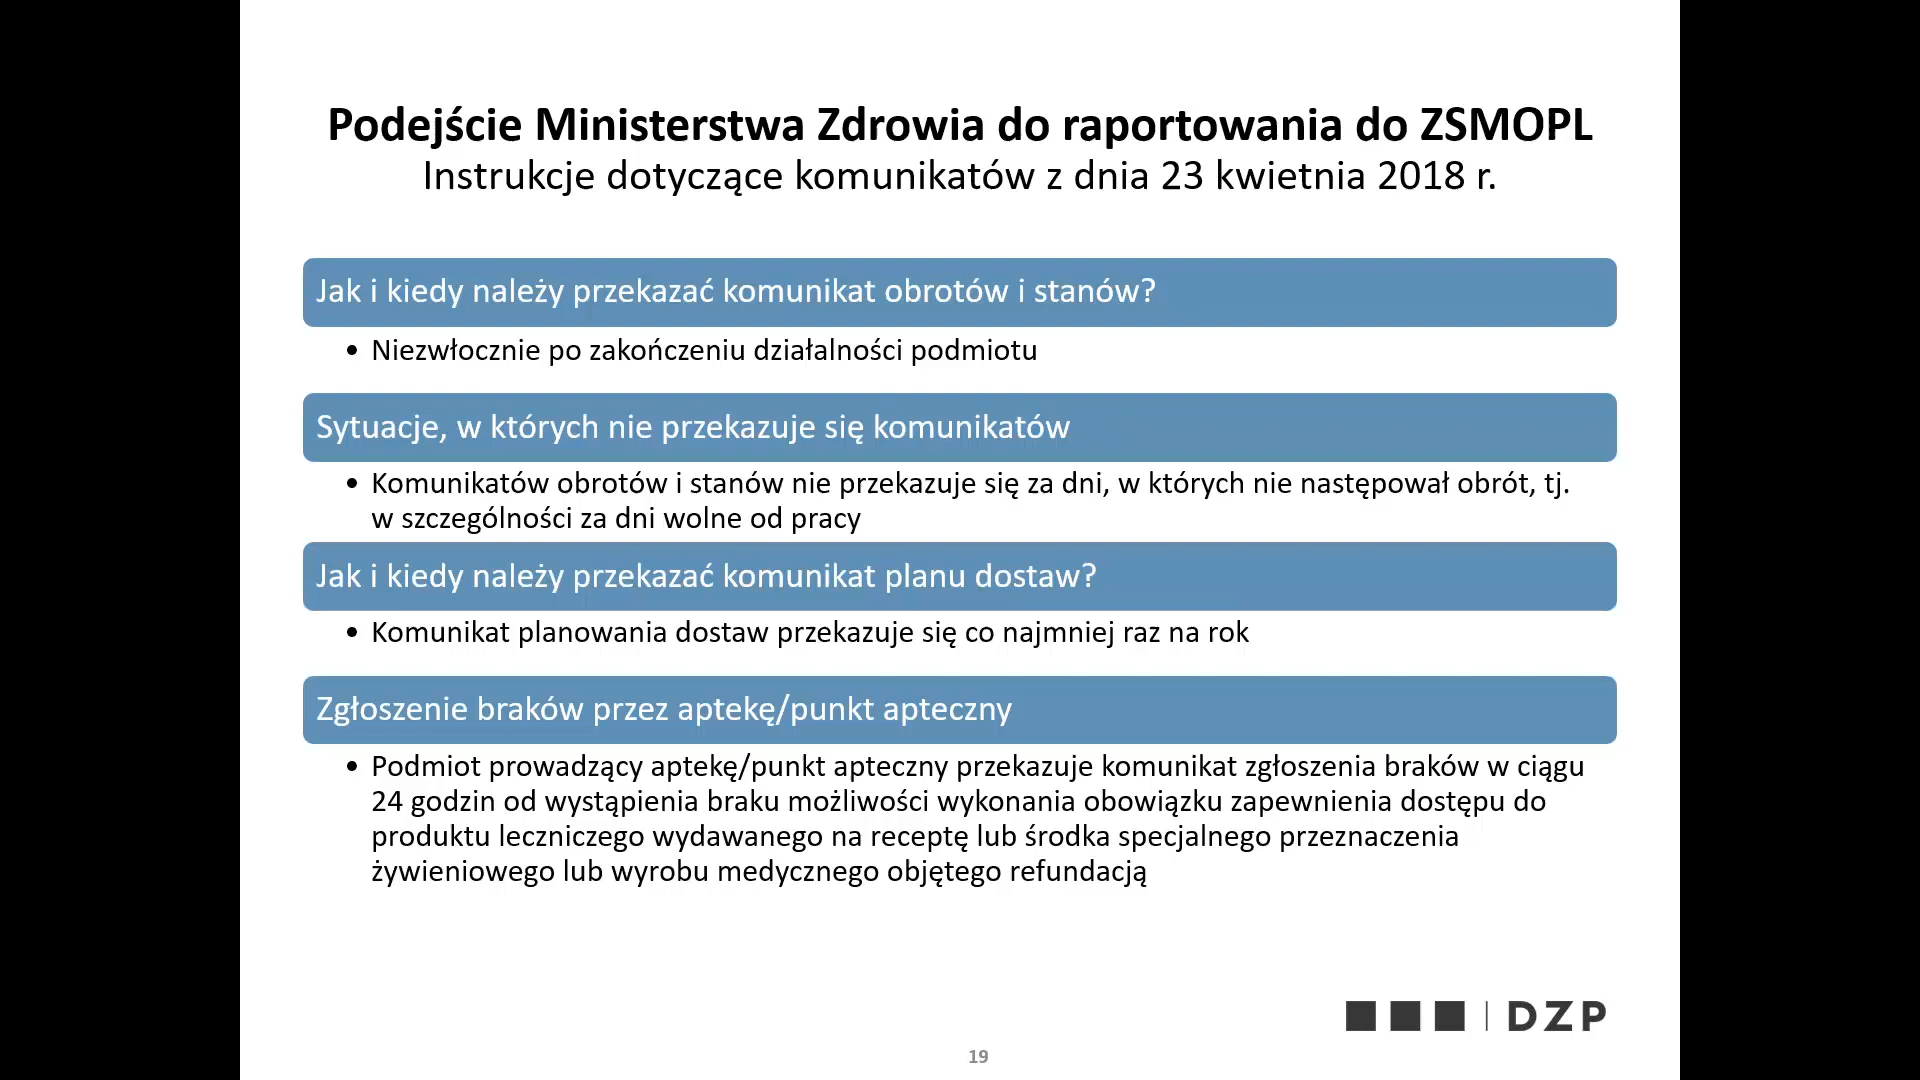 Podejście Ministerstwa Zdrowia do raportowania do ZSMOPL
Instrukcje dotyczące komunikatów z dnia 23 kwietnia 2018 r.
Jak i kiedy należy przekazać komunikat obrotów i stanów?
• Niezwłocznie po zakończeniu działalności podmiotu
Sytuacje, w których nie przekazuje się komunikatów
• Komunikatów obrotów i stanów nie przekazuje się za dni, w których nie następował obrót, tj.
w szczególności za dni wolne od pracy
Jak i kiedy należy przekazać komunikat planu dostaw?
• Komunikat planowania dostaw przekazuje się co najmniej raz na rok
Zgłoszenie braków przez aptekę/punkt apteczny
• Podmiot prowadzący aptekę/punkt apteczny przekazuje komunikat zgłoszenia braków w ciągu
24 godzin od wystąpienia braku możliwości wykonania obowiązku zapewnienia dostępu do
produktu leczniczego wydawanego na receptę lub środka specjalnego przeznaczenia
żywieniowego lub wyrobu medycznego objętego refundacją
DZP
19